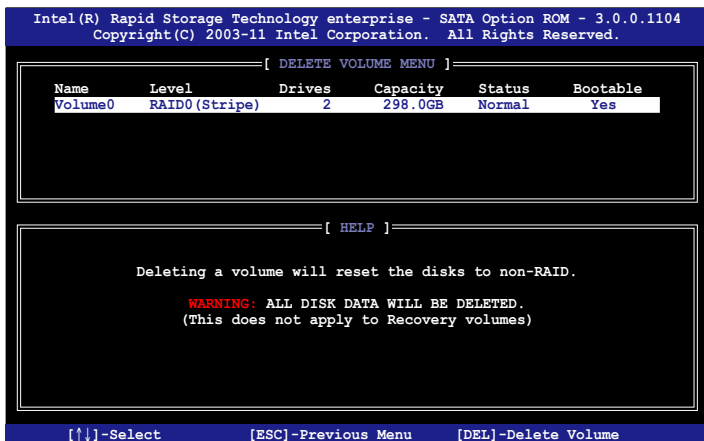 Intel(R) Rapid Storage Technology enterprise - SATA Option ROM - 3.0.0.1104
Copyright(C) 2003-11 Intel Corporation. All Rights Reserved.
[ DELETE VOLUME MENU ]
Name Level Drives Capacity Status Bootable
Volume0 RAID0(Stripe) 2 298.0GB Normal Yes
[ HELP ]
Deleting a volume will reset the disks to non-RAID.
WARNING: ALL DISK DATA WILL BE DELETED.
(This does not apply to Recovery volumes)
[↑↓]-Select [ESC]-Previous Menu [DEL]-Delete Volume